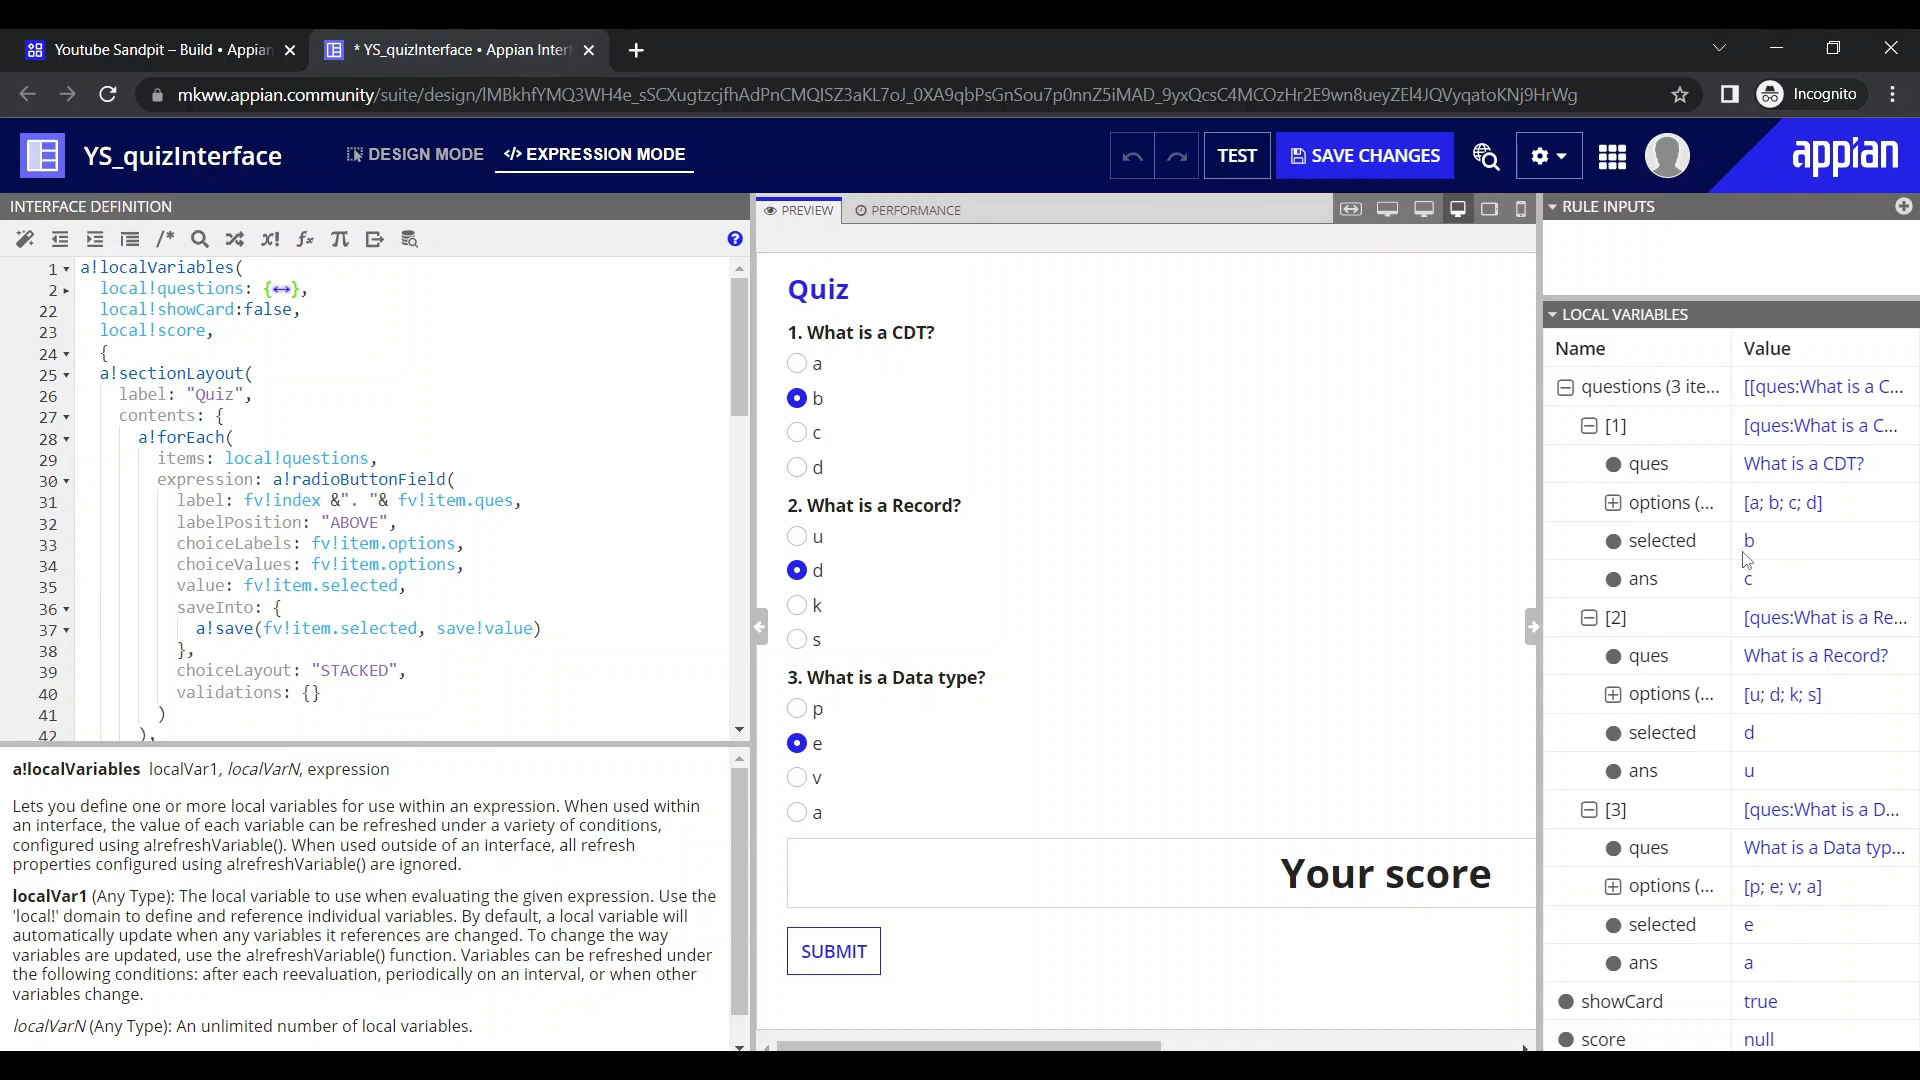 Youtube Sandpit – Build • Appian
* YS_quizInterface • Appian Inter
mkww.appian.community/suite/design/
Incognito
YS_quizInterface
DESIGN MODE
</> EXPRESSION MODE
TEST
SAVE CHANGES
appian
INTERFACE DEFINITION
1 a!localVariables(
2 local!questions: {↔},
22 local!showCard:false,
23 local!score,
24 {
25 a!sectionLayout(
26 label: "Quiz",
27 contents: {
28 a!forEach(
29 items: local!questions,
30 expression: a!radioButtonField(
31 label: fv!index &". "& fv!item.ques,
32 labelPosition: "ABOVE",
33 choiceLabels: fv!item.options,
34 choiceValues: fv!item.options,
35 value: fv!item.selected,
36 saveInto: {
37 a!save(fv!item.selected, save!value)
38 },
39 choiceLayout: "STACKED",
40 validations: {}
41 )
42 ),
a!localVariables localVar1, localVarN, expression
Lets you define one or more local variables for use within an expression. When used within
an interface, the value of each variable can be refreshed under a variety of conditions,
configured using a!refreshVariable(). When used outside of an interface, all refresh
properties configured using a!refreshVariable() are ignored.
localVar1 (Any Type): The local variable to use when evaluating the given expression. Use the
'local!' domain to define and reference individual variables. By default, a local variable will
automatically update when any variables it references are changed. To change the way
variables are updated, use the a!refreshVariable() function. Variables can be refreshed under
the following conditions: after each reevaluation, periodically on an interval, or when other
variables change.
localVarN (Any Type): An unlimited number of local variables.
PREVIEW
PERFORMANCE
Quiz
1. What is a CDT?
a
b
c
d
2. What is a Record?
u
d
k
s
3. What is a Data type?
p
e
v
a
Your score
SUBMIT
RULE INPUTS
LOCAL VARIABLES
Name Value
questions (3 ite... [[ques:What is a C...
[1] [ques:What is a C...
ques What is a CDT?
options (... [a; b; c; d]
selected b
ans c
[2] [ques:What is a Re...
ques What is a Record?
options (... [u; d; k; s]
selected d
ans u
[3] [ques:What is a D...
ques What is a Data typ...
options (... [p; e; v; a]
selected e
ans a
showCard true
score null